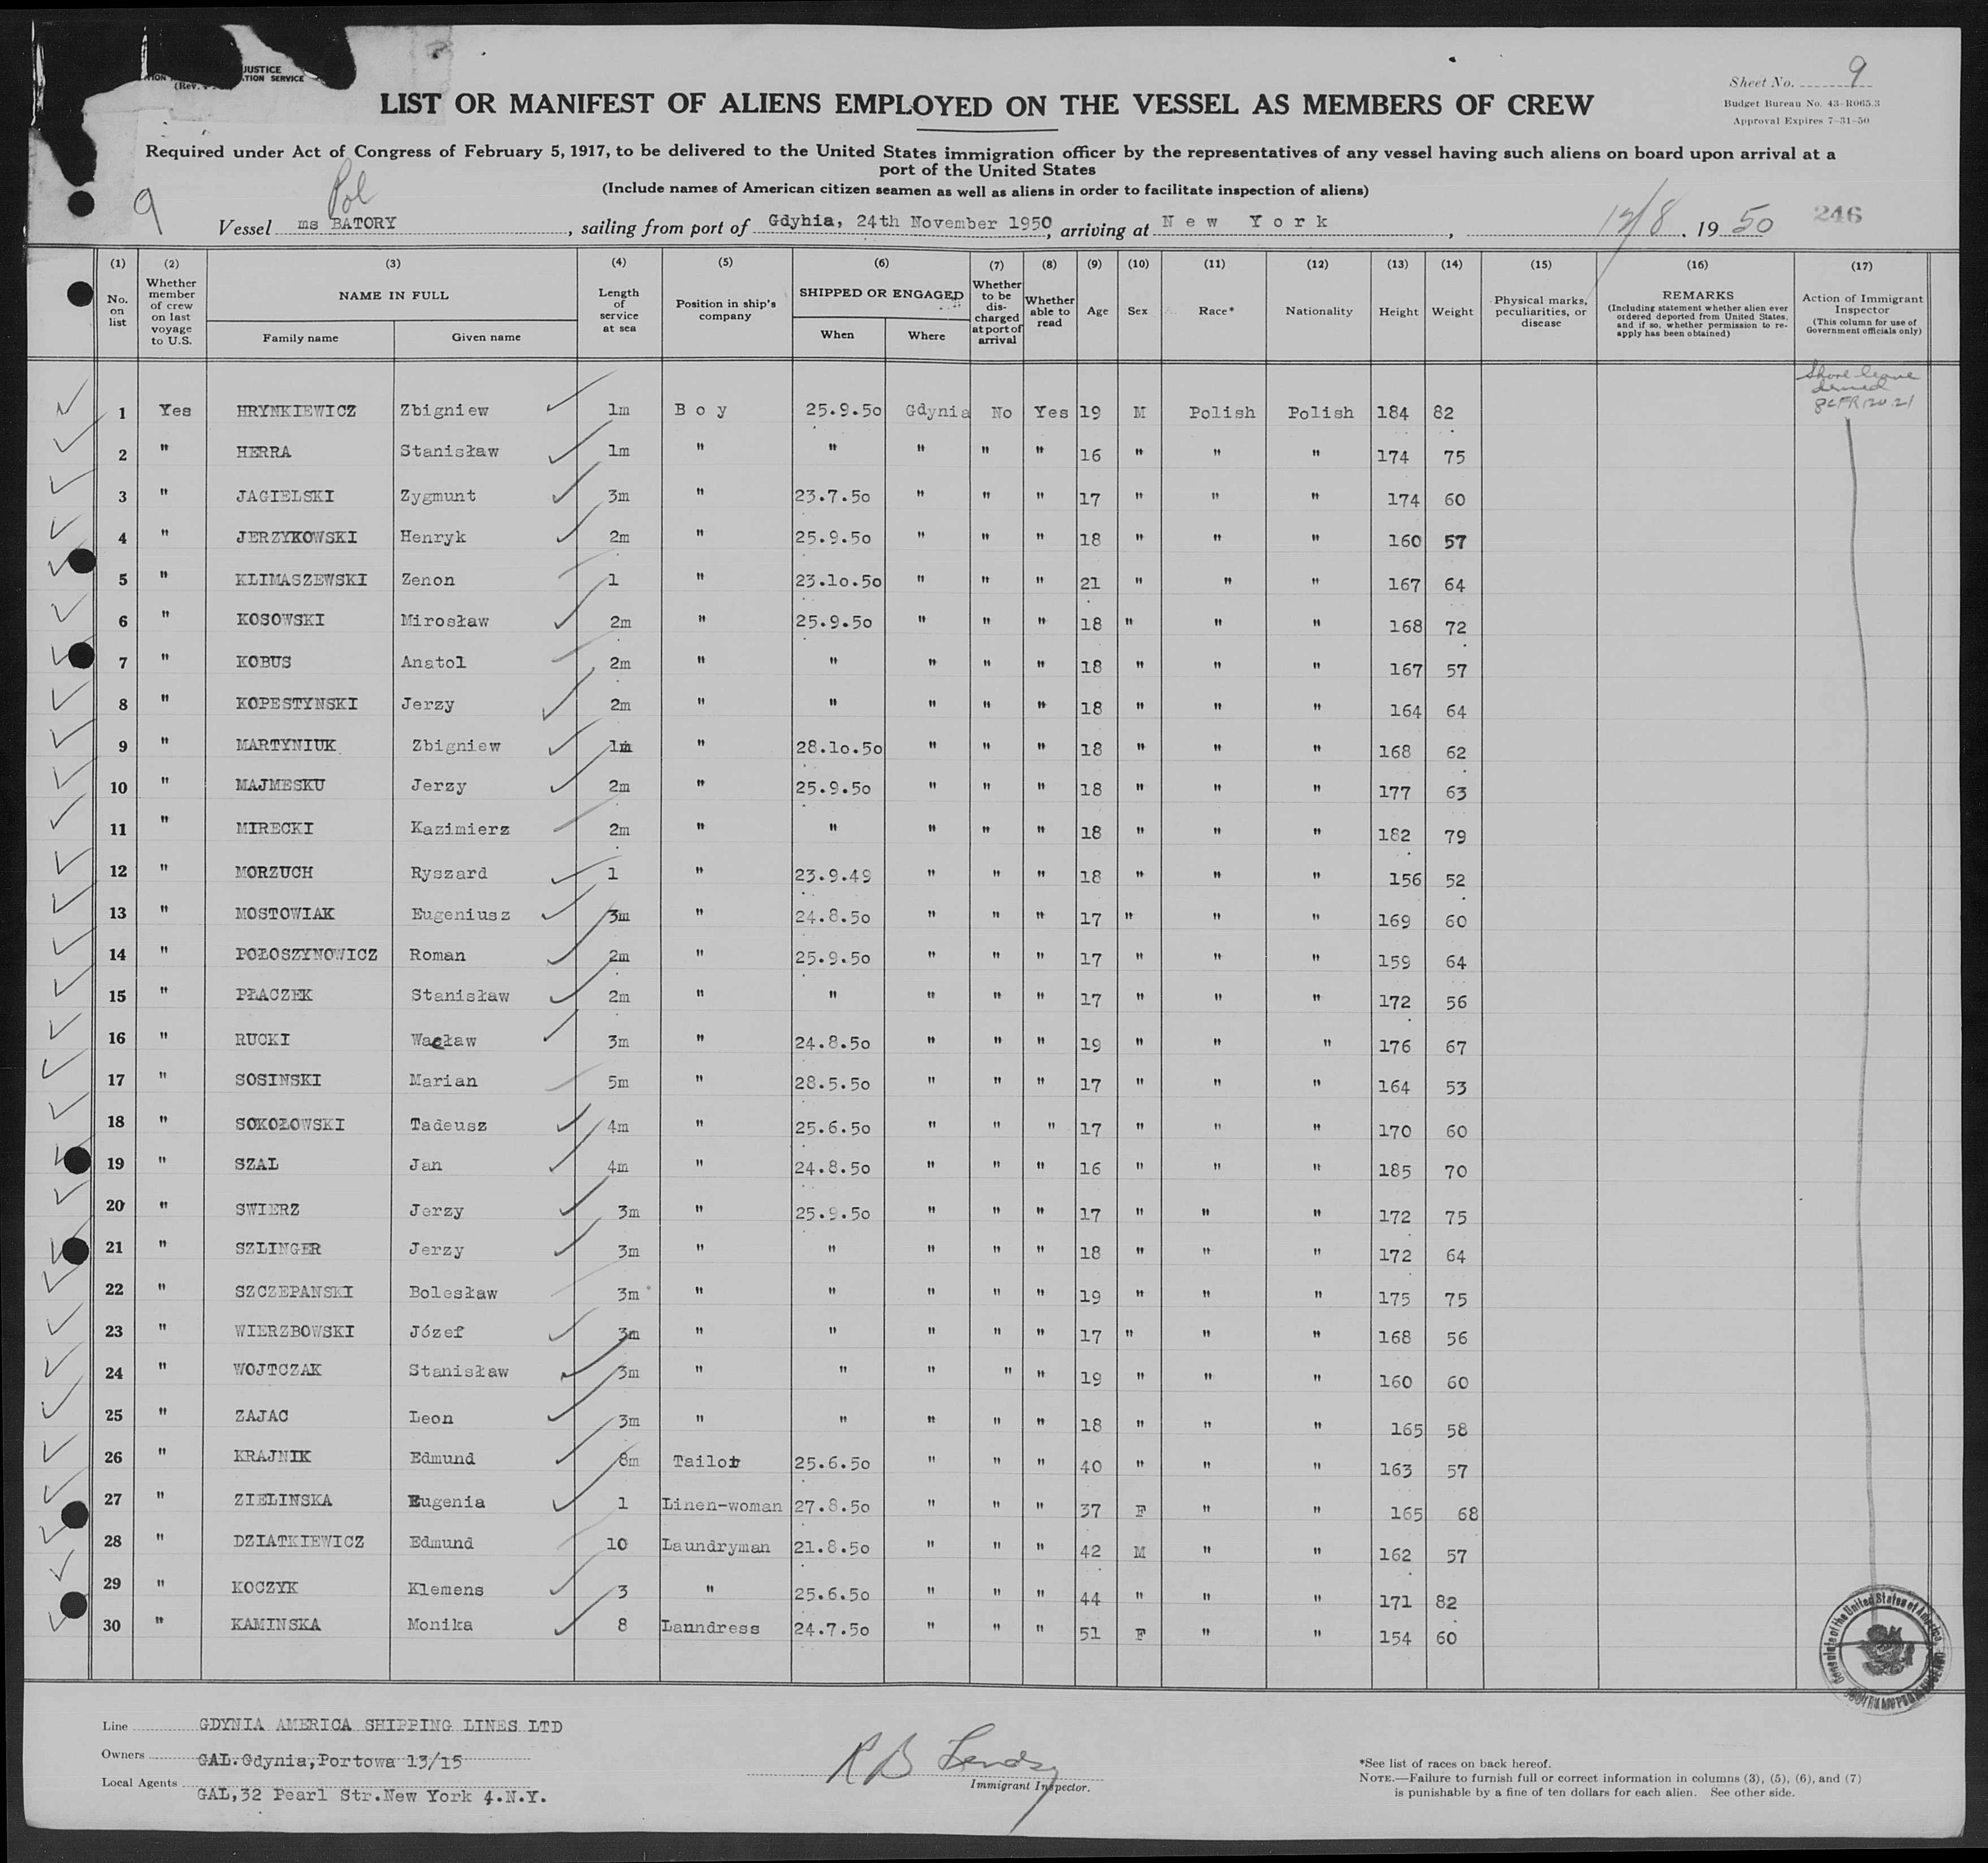 JUSTICE
TION SERVICE
(Rev.
Sheet No. 9
Budget Bureau No. 43-R065.3
Approval Expires 7-31-50
LIST OR MANIFEST OF ALIENS EMPLOYED ON THE VESSEL AS MEMBERS OF CREW
Required under Act of Congress of February 5, 1917, to be delivered to the United States immigration officer by the representatives of any vessel having such aliens on board upon arrival at a
port of the United States
(Include names of American citizen seamen as well as aliens in order to facilitate inspection of aliens)
9 Pol
Vessel ms BATORY, sailing from port of Gdynia, 24th November 1950, arriving at New York, 12/8, 1950 246
(1) (2) (3) (4) (5) (6) (7) (8) (9) (10) (11) (12) (13) (14) (15) (16) (17)
No. on list Whether member of crew on last voyage to U.S. NAME IN FULL Family name Given name Length of service at sea Position in ship's company SHIPPED OR ENGAGED When Where Whether to be discharged at port of arrival Whether able to read Age Sex Race* Nationality Height Weight Physical marks, peculiarities, or disease REMARKS (Including statement whether alien ever ordered deported from United States, and if so, whether permission to reapply has been obtained) Action of Immigrant Inspector (This column for use of Government officials only)
Shore leave
denied
8CFR120.21
1 Yes HRYNKIEWICZ Zbigniew 1m Boy 25.9.50 Gdynia No Yes 19 M Polish Polish 184 82
2 " HERRA Stanisław 1m " " " " " 16 " " " 174 75
3 " JAGIELSKI Zygmunt 3m " 23.7.50 " " " 17 " " " 174 60
4 " JERZYKOWSKI Henryk 2m " 25.9.50 " " " 18 " " " 160 57
5 " KLIMASZEWSKI Zenon 1 " 23.10.50 " " " 21 " " " 167 64
6 " KOSOWSKI Mirosław 2m " 25.9.50 " " " 18 " " " 168 72
7 " KOBUS Anatol 2m " " " " " 18 " " " 167 57
8 " KOPESTYNSKI Jerzy 2m " " " " " 18 " " " 164 64
9 " MARTYNIUK Zbigniew 1m " 28.10.50 " " " 18 " " " 168 62
10 " MAJMESKU Jerzy 2m " 25.9.50 " " " 18 " " " 177 63
11 " MIRECKI Kazimierz 2m " " " " " 18 " " " 182 79
12 " MORZUCH Ryszard 1 " 23.9.49 " " " 18 " " " 156 52
13 " MOSTOWIAK Eugeniusz 3m " 24.8.50 " " " 17 " " " 169 60
14 " POŁOSZYNOWICZ Roman 2m " 25.9.50 " " " 17 " " " 159 64
15 " PŁACZEK Stanisław 2m " " " " " 17 " " " 172 56
16 " RUCKI Wacław 3m " 24.8.50 " " " 19 " " " 176 67
17 " SOSINSKI Marian 5m " 28.5.50 " " " 17 " " " 164 53
18 " SOKOŁOWSKI Tadeusz 4m " 25.6.50 " " " 17 " " " 170 60
19 " SZAL Jan 4m " 24.8.50 " " " 16 " " " 185 70
20 " SWIERZ Jerzy 3m " 25.9.50 " " " 17 " " " 172 75
21 " SZLINGER Jerzy 3m " " " " " 18 " " " 172 64
22 " SZCZEPANSKI Bolesław 3m " " " " " 19 " " " 175 75
23 " WIERZBOWSKI Józef 3m " " " " " 17 " " " 168 56
24 " WOJTCZAK Stanisław 3m " " " " " 19 " " " 160 60
25 " ZAJAC Leon 3m " " " " " 18 " " " 165 58
26 " KRAJNIK Edmund 8m Tailor 25.6.50 " " " 40 " " " 163 57
27 " ZIELINSKA Eugenia 1 Linen-woman 27.8.50 " " " 37 F " " 165 68
28 " DZIATKIEWICZ Edmund 10 Laundryman 21.8.50 " " " 42 M " " 162 57
29 " KOCZYK Klemens 3 " 25.6.50 " " " 44 " " " 171 82
30 " KAMINSKA Monika 8 Laundress 24.7.50 " " " 51 F " " 154 60
Consulate of the United States of America
Line GDYNIA AMERICA SHIPPING LINES LTD
Owners GAL.Gdynia,Portowa 13/15
Local Agents GAL,32 Pearl Str.New York 4.N.Y.
R B
Immigrant Inspector.
*See list of races on back hereof.
NOTE.—Failure to furnish full or correct information in columns (3), (5), (6), and (7)
is punishable by a fine of ten dollars for each alien. See other side.